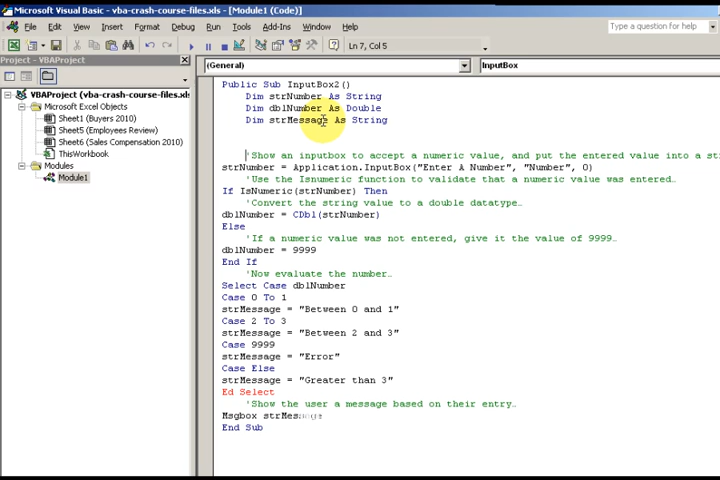 Microsoft Visual Basic - vba-crash-course-files.xls - [Module1 (Code)]
File Edit View Insert Format Debug Run Tools Add-Ins Window Help
Type a question for help
Ln 7, Col 5
Project - VBAProject
(General)
InputBox
VBAProject (vba-crash-course-files.xls
Microsoft Excel Objects
Sheet1 (Buyers 2010)
Sheet5 (Employees Review)
Sheet6 (Sales Compensation 2010)
ThisWorkbook
Modules
Module1
Public Sub InputBox2()
Dim strNumber As String
Dim dblNumber As Double
Dim strMessage As String
'Show an inputbox to accept a numeric value, and put the entered value into a
strNumber = Application.InputBox("Enter A Number", "Number", 0)
'Use the Isnumeric function to validate that a numeric value was entered…
If IsNumeric(strNumber) Then
'Convert the string value to a double datatype…
dblNumber = CDbl(strNumber)
Else
'If a numeric value was not entered, give it the value of 9999…
dblNumber = 9999
End If
'Now evaluate the number…
Select Case dblNumber
Case 0 To 1
strMessage = "Between 0 and 1"
Case 2 To 3
strMessage = "Between 2 and 3"
Case 9999
strMessage = "Error"
Case Else
strMessage = "Greater than 3"
Ed Select
'Show the user a message based on their entry…
Msgbox strMessage
End Sub